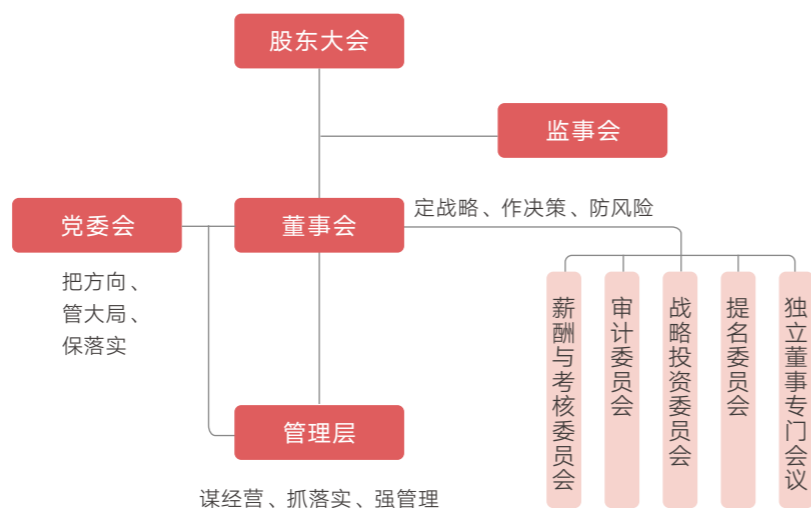 股东大会
监事会
党委会
董事会
定战略、作决策、防风险
把方向、
管大局、
保落实
薪酬与考核委员会
审计委员会
战略投资委员会
提名委员会
独立董事专门会议
管理层
谋经营、抓落实、强管理